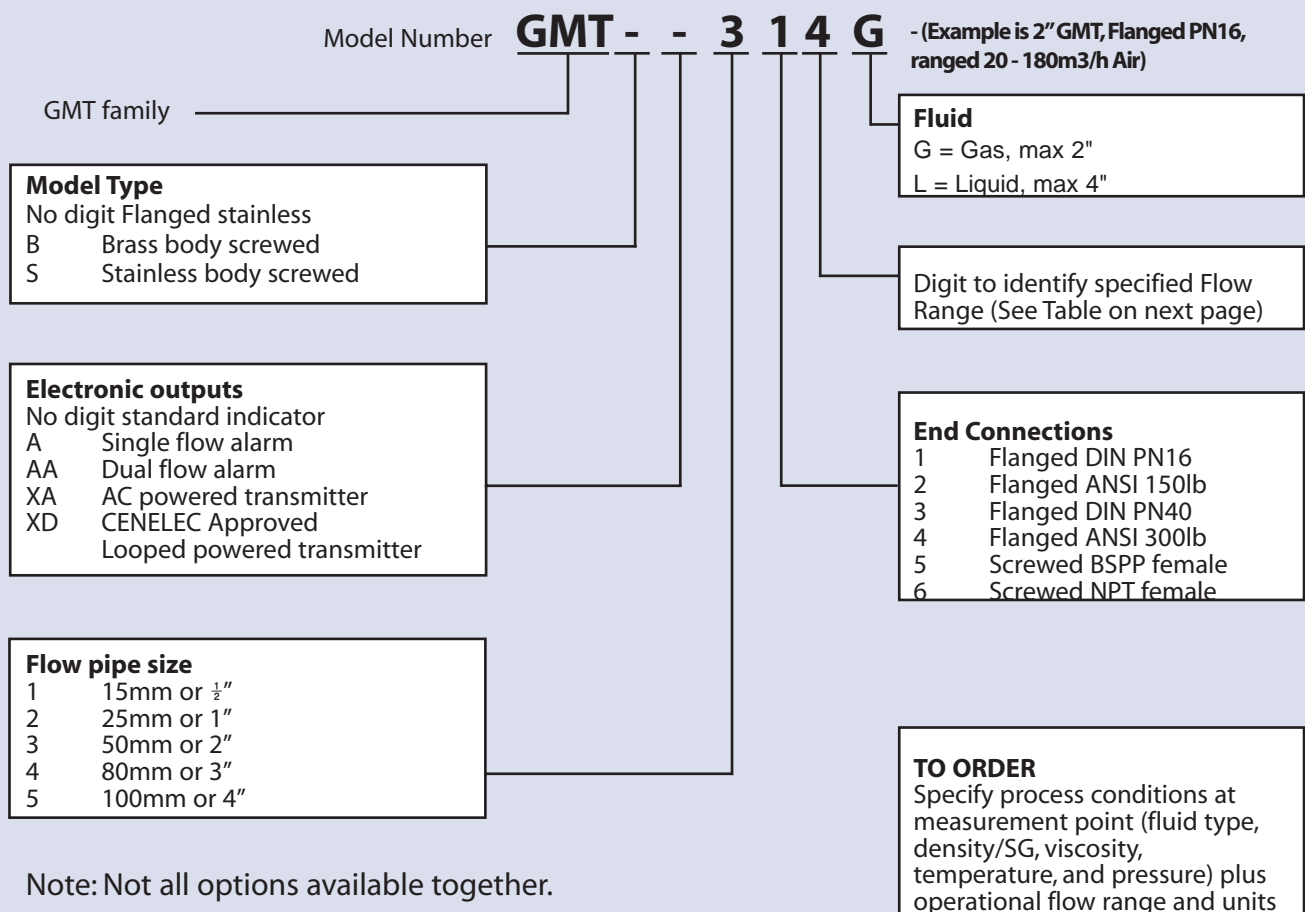 Model Number GMT - - 3 1 4 G - (Example is 2" GMT, Flanged PN16,
ranged 20 - 180m3/h Air)
GMT family
Model Type
No digit Flanged stainless
B Brass body screwed
S Stainless body screwed
Electronic outputs
No digit standard indicator
A Single flow alarm
AA Dual flow alarm
XA AC powered transmitter
XD CENELEC Approved
Looped powered transmitter
Flow pipe size
1 15mm or ½"
2 25mm or 1"
3 50mm or 2"
4 80mm or 3"
5 100mm or 4"
Note: Not all options available together.
Fluid
G = Gas, max 2"
L = Liquid, max 4"
Digit to identify specified Flow
Range (See Table on next page)
End Connections
1 Flanged DIN PN16
2 Flanged ANSI 150lb
3 Flanged DIN PN40
4 Flanged ANSI 300lb
5 Screwed BSPP female
6 Screwed NPT female
TO ORDER
Specify process conditions at
measurement point (fluid type,
density/SG, viscosity,
temperature, and pressure) plus
operational flow range and units